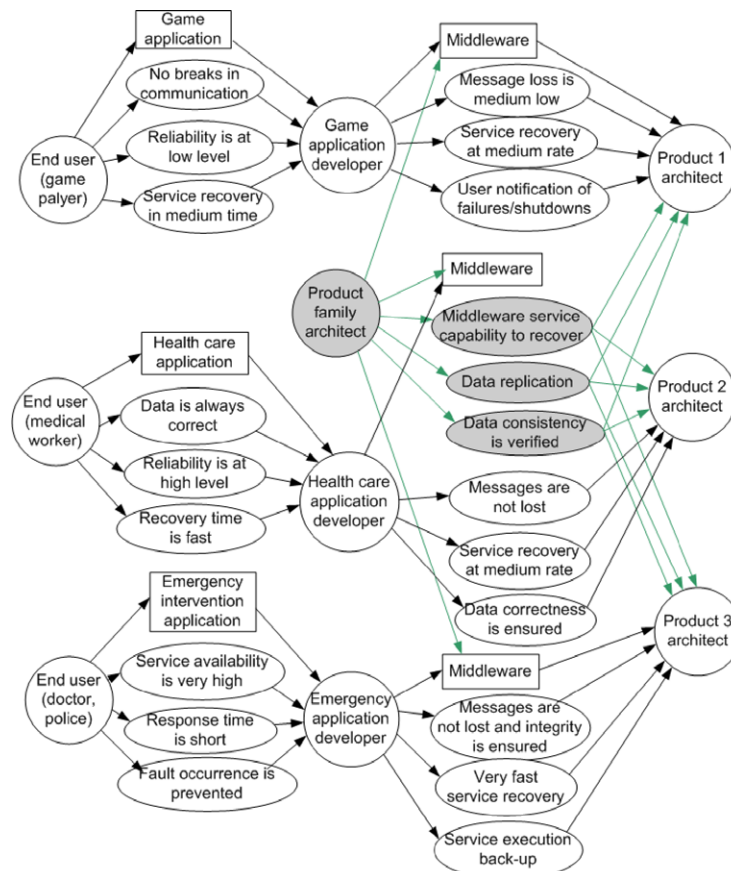 Game
application
No breaks in
communication
Reliability is at
low level
Service recovery
in medium time
End user
(game
palyer)
Game
application
developer
Middleware
Message loss is
medium low
Service recovery
at medium rate
User notification of
failures/shutdowns
Product 1
architect
Product
family
architect
Middleware
Middleware service
capability to recover
Data replication
Data consistency
is verified
Product 2
architect
Health care
application
Data is always
correct
Reliability is at
high level
Recovery time
is fast
End user
(medical
worker)
Health care
application
developer
Messages are
not lost
Service recovery
at medium rate
Data correctness
is ensured
Emergency
intervention
application
Service availability
is very high
Response time
is short
Fault occurrence is
prevented
End user
(doctor,
police)
Emergency
application
developer
Middleware
Messages are
not lost and integrity
is ensured
Very fast
service recovery
Service execution
back-up
Product 3
architect